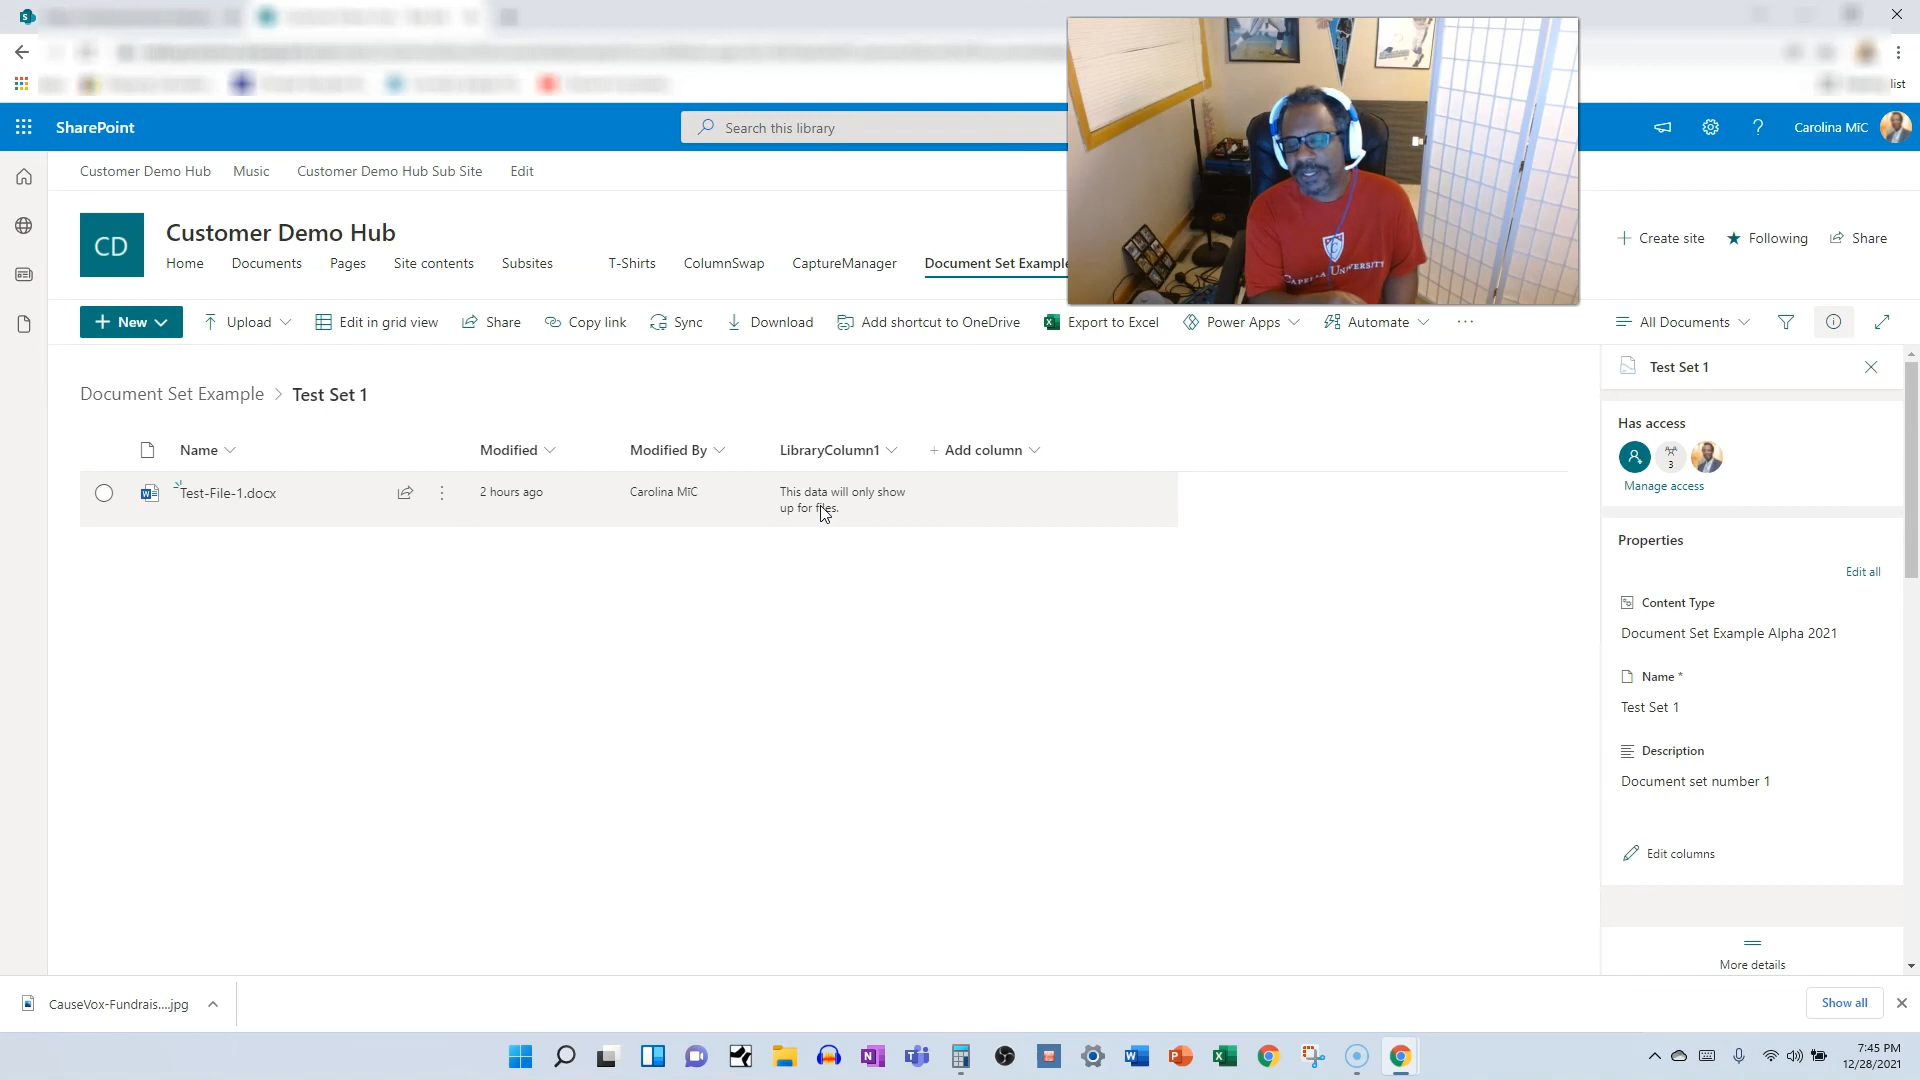 list
SharePoint
Search this library
Carolina MīC
Customer Demo Hub
Music
Customer Demo Hub Sub Site
Edit
CD
Customer Demo Hub
Home
Documents
Pages
Site contents
Subsites
T-Shirts
ColumnSwap
CaptureManager
Document Set Example
Create site
Following
Share
CAPELLA UNIVERSITY
New
Upload
Edit in grid view
Share
Copy link
Sync
Download
Add shortcut to OneDrive
Export to Excel
Power Apps
Automate
All Documents
Document Set Example > Test Set 1
Name
Modified
Modified By
LibraryColumn1
+ Add column
Test-File-1.docx
2 hours ago
Carolina MīC
This data will only show
up for files.
Test Set 1
Has access
3
Manage access
Properties
Edit all
Content Type
Document Set Example Alpha 2021
Name *
Test Set 1
Description
Document set number 1
Edit columns
More details
CauseVox-Fundrais....jpg
Show all
7:45 PM
12/28/2021